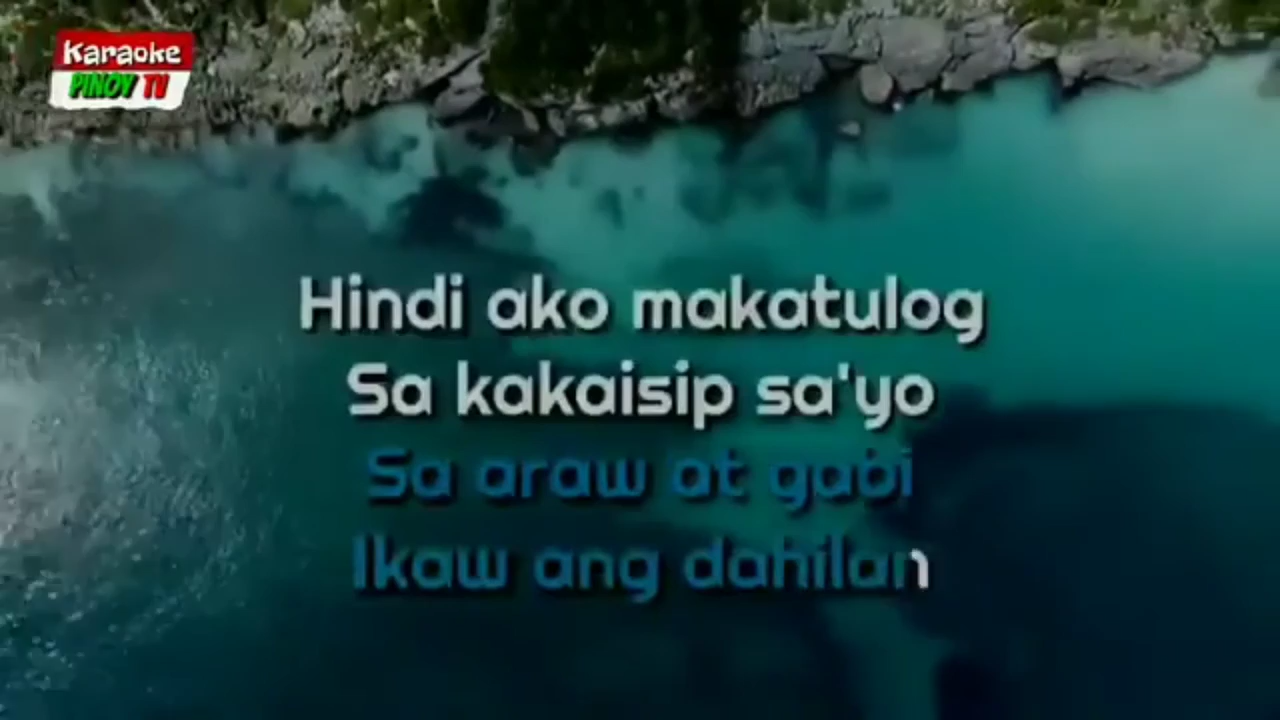 Karaoke
PINOY TV
Hindi ako makatulog
Sa kakaisip sa'yo
Sa araw at gabi
Ikaw ang dahilan